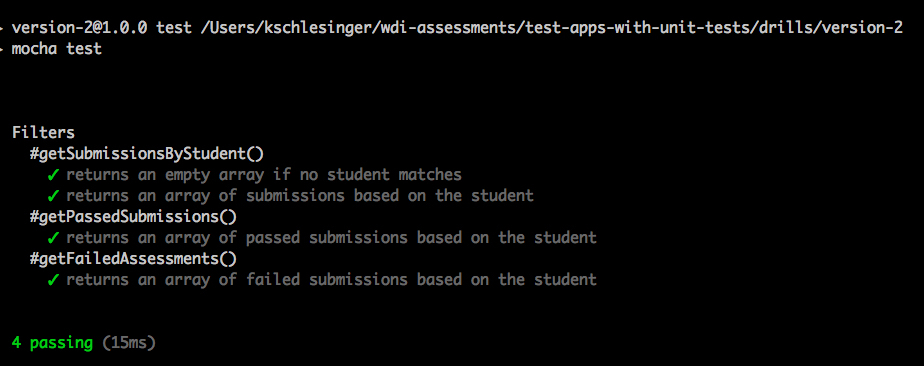 > version-2@1.0.0 test /Users/kschlesinger/wdi-assessments/test-apps-with-unit-tests/drills/version-2
> mocha test
Filters
#getSubmissionsByStudent()
✓ returns an empty array if no student matches
✓ returns an array of submissions based on the student
#getPassedSubmissions()
✓ returns an array of passed submissions based on the student
#getFailedAssessments()
✓ returns an array of failed submissions based on the student
4 passing (15ms)